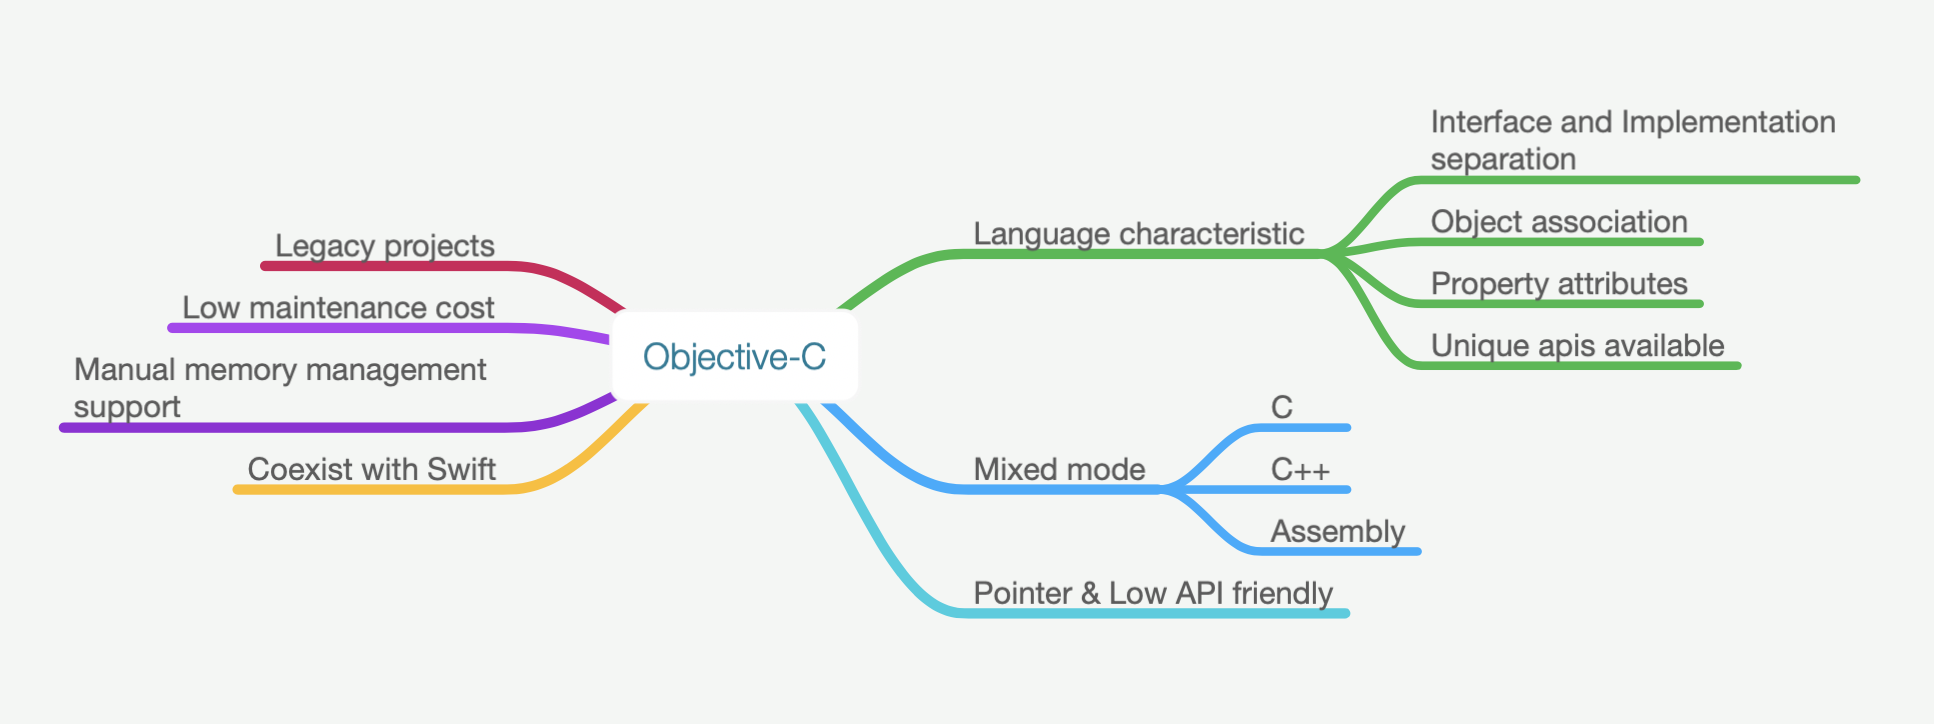 Objective-C
Language characteristic
Interface and Implementation
separation
Object association
Property attributes
Unique apis available
Mixed mode
C
C++
Assembly
Pointer & Low API friendly
Legacy projects
Low maintenance cost
Manual memory management
support
Coexist with Swift